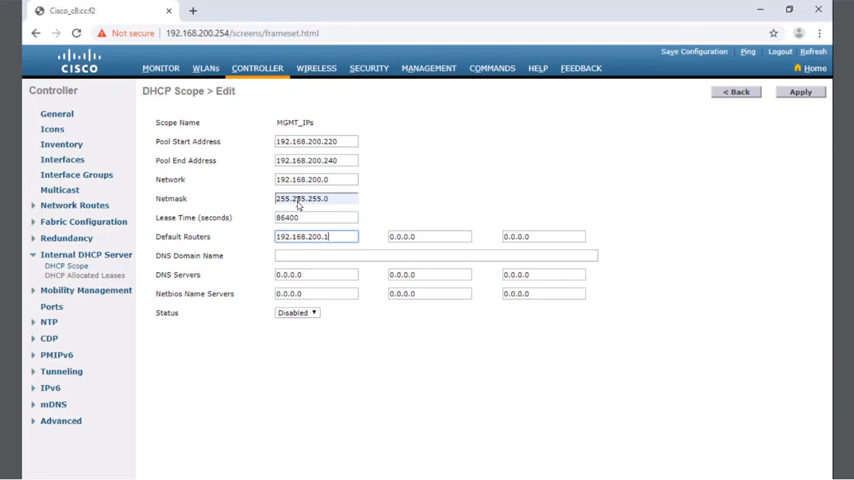 Cisco_c8:cc:f2
Not secure 192.168.200.254/screens/frameset.html
Save Configuration Ping Logout Refresh
CISCO
MONITOR WLANs CONTROLLER WIRELESS SECURITY MANAGEMENT COMMANDS HELP FEEDBACK Home
Controller
General
Icons
Inventory
Interfaces
Interface Groups
Multicast
Network Routes
Fabric Configuration
Redundancy
Internal DHCP Server
DHCP Scope
DHCP Allocated Leases
Mobility Management
Ports
NTP
CDP
PMIPv6
Tunneling
IPv6
mDNS
Advanced
DHCP Scope > Edit
< Back Apply
Scope Name MGMT_IPs
Pool Start Address 192.168.200.220
Pool End Address 192.168.200.240
Network 192.168.200.0
Netmask 255.255.255.0
Lease Time (seconds) 86400
Default Routers 192.168.200.1 0.0.0.0 0.0.0.0
DNS Domain Name
DNS Servers 0.0.0.0 0.0.0.0 0.0.0.0
Netbios Name Servers 0.0.0.0 0.0.0.0 0.0.0.0
Status Disabled